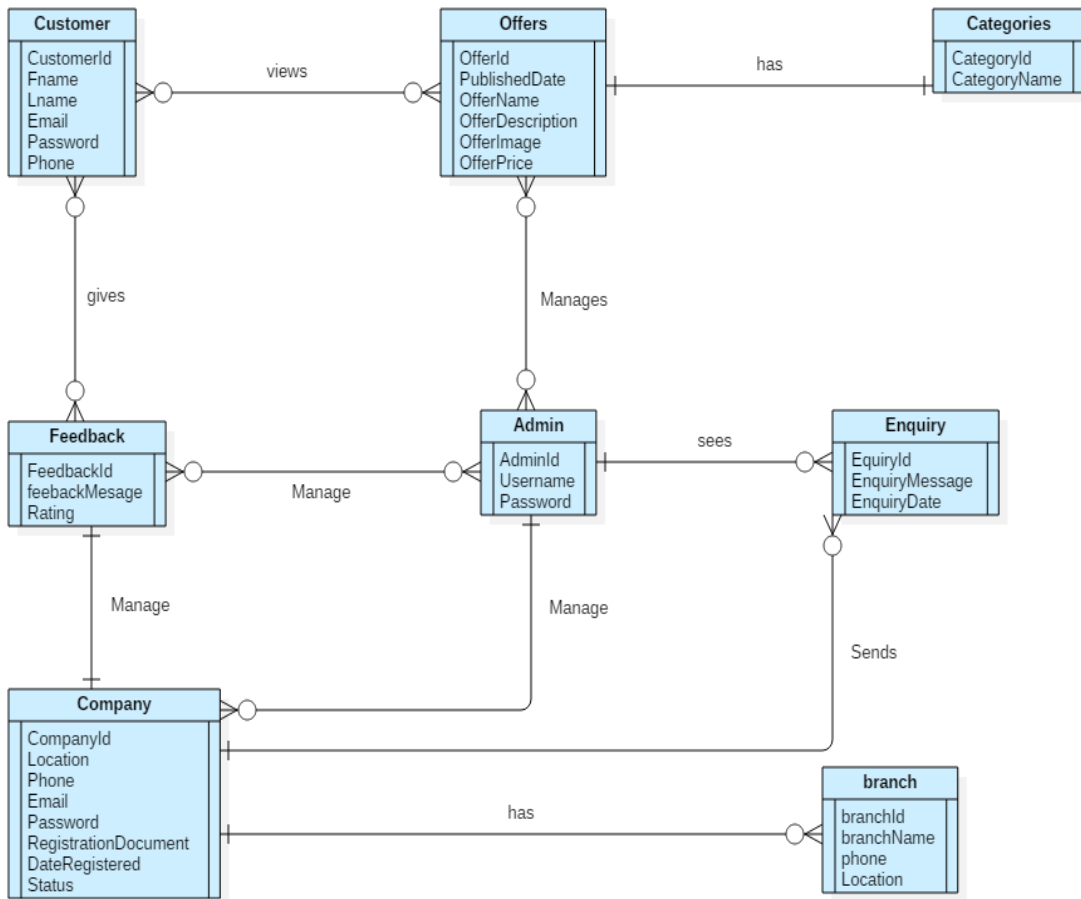 Customer
CustomerId
Fname
Lname
Email
Password
Phone
views
Offers
OfferId
PublishedDate
OfferName
OfferDescription
OfferImage
OfferPrice
has
Categories
CategoryId
CategoryName
gives
Manages
Feedback
FeedbackId
feebackMesage
Rating
Manage
Admin
AdminId
Username
Password
sees
Enquiry
EquiryId
EnquiryMessage
EnquiryDate
Manage
Manage
Sends
Company
CompanyId
Location
Phone
Email
Password
RegistrationDocument
DateRegistered
Status
has
branch
branchId
branchName
phone
Location